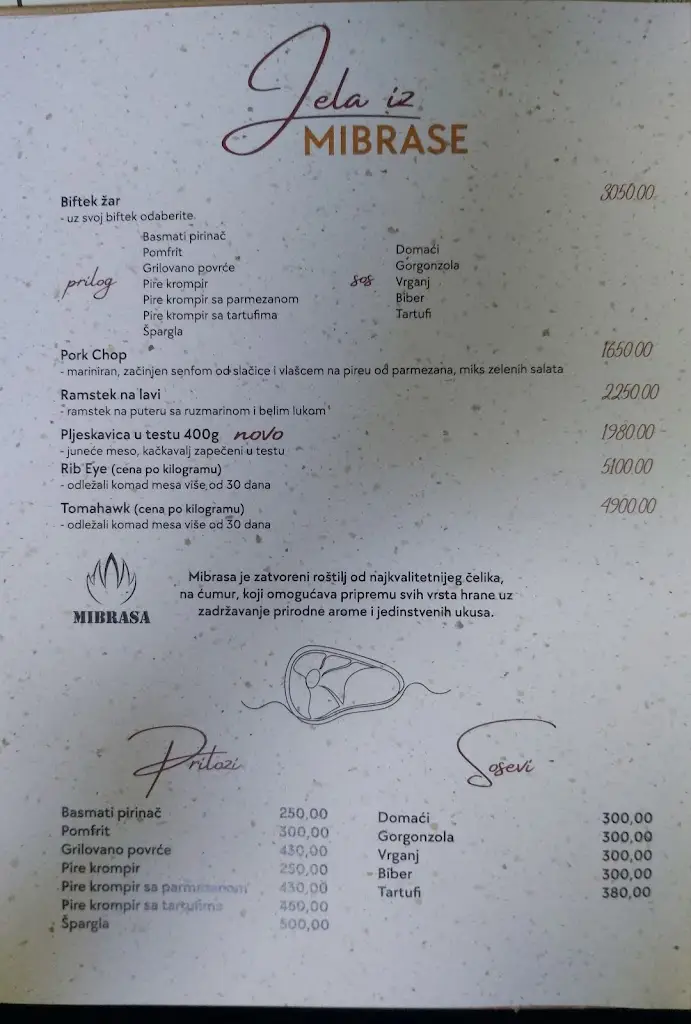 Jela iz
MIBRASE
Biftek žar 3050.00
- uz svoj biftek odaberite.
prilog
Basmati pirinač
Pomfrit
Grilovano povrće
Pire krompir
Pire krompir sa parmezanom
Pire krompir sa tartufima
Špargla
sos
Domaći
Gorgonzola
Vrganj
Biber
Tartufi
Pork Chop 1650.00
- mariniran, začinjen senfom od slačice i vlašcem na pireu od parmezana, miks zelenih salata
Ramstek na lavi 2250.00
- ramstek na puteru sa ruzmarinom i belim lukom
Pljeskavica u testu 400g novo 1980.00
- juneće meso, kačkavalj zapečeni u testu
Rib Eye (cena po kilogramu) 5100.00
- odležali komad mesa više od 30 dana
Tomahawk (cena po kilogramu) 4900.00
- odležali komad mesa više od 30 dana
MIBRASA
Mibrasa je zatvoreni roštilj od najkvalitetnijeg čelika,
na ćumur, koji omogućava pripremu svih vrsta hrane uz
zadržavanje prirodne arome i jedinstvenih ukusa.
Prilozi
Basmati pirinač 250,00
Pomfrit 300,00
Grilovano povrće 430,00
Pire krompir 250,00
Pire krompir sa parmezanom 430,00
Pire krompir sa tartufima 460,00
Špargla 500,00
Sosevi
Domaći 300,00
Gorgonzola 300,00
Vrganj 300,00
Biber 300,00
Tartufi 380,00